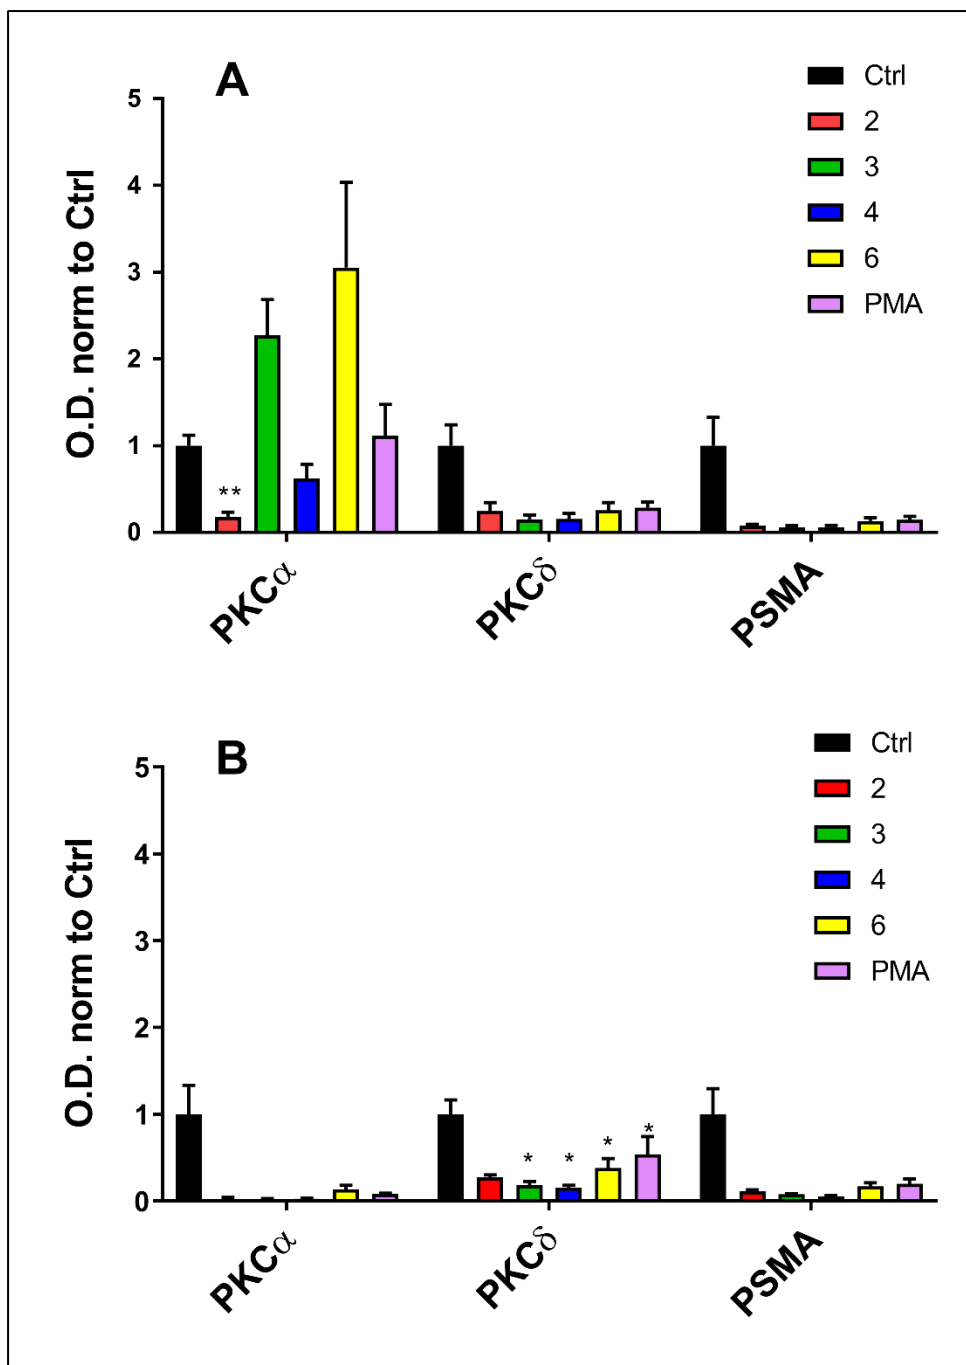 A
Ctrl
2
3
4
6
PMA
5
4
3
2
1
0
O.D. norm to Ctrl
**
PKCα
PKCδ
PSMA
B
Ctrl
2
3
4
6
PMA
5
4
3
2
1
0
O.D. norm to Ctrl
* * * *
PKCα
PKCδ
PSMA